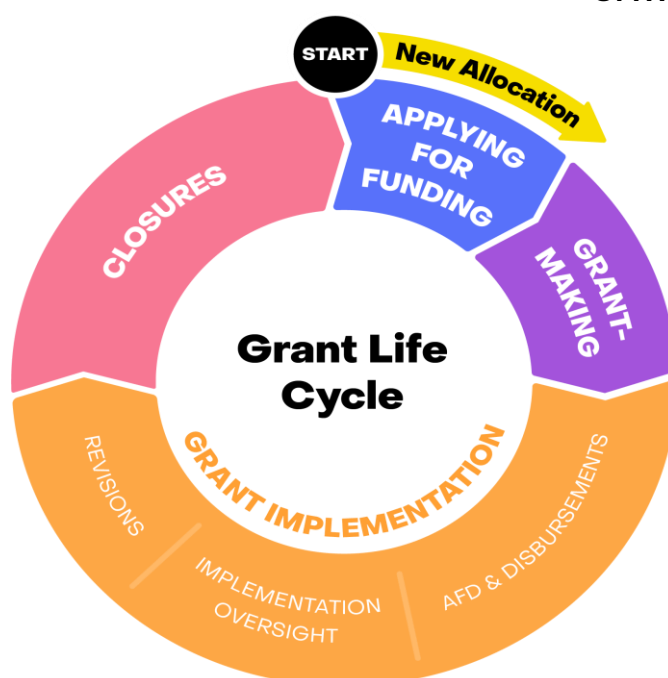 START
New Allocation
APPLYING
FOR
FUNDING
GRANT-
MAKING
CLOSURES
Grant Life
Cycle
GRANT IMPLEMENTATION
REVISIONS
IMPLEMENTATION
OVERSIGHT
AFD & DISBURSEMENTS